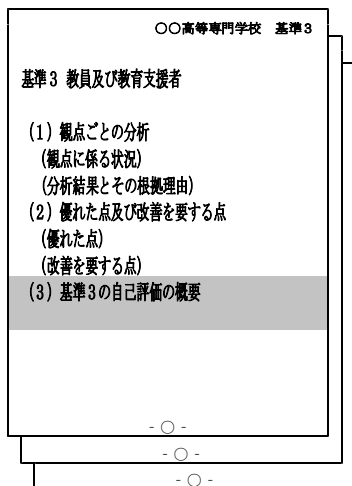 ○○高等専門学校　基準３
基準３ 教員及び教育支援者
（１）観点ごとの分析
（観点に係る状況）
（分析結果とその根拠理由）
（２）優れた点及び改善を要する点
（優れた点）
（改善を要する点）
（３）基準３の自己評価の概要
- ○ -
- ○ -
- ○ -